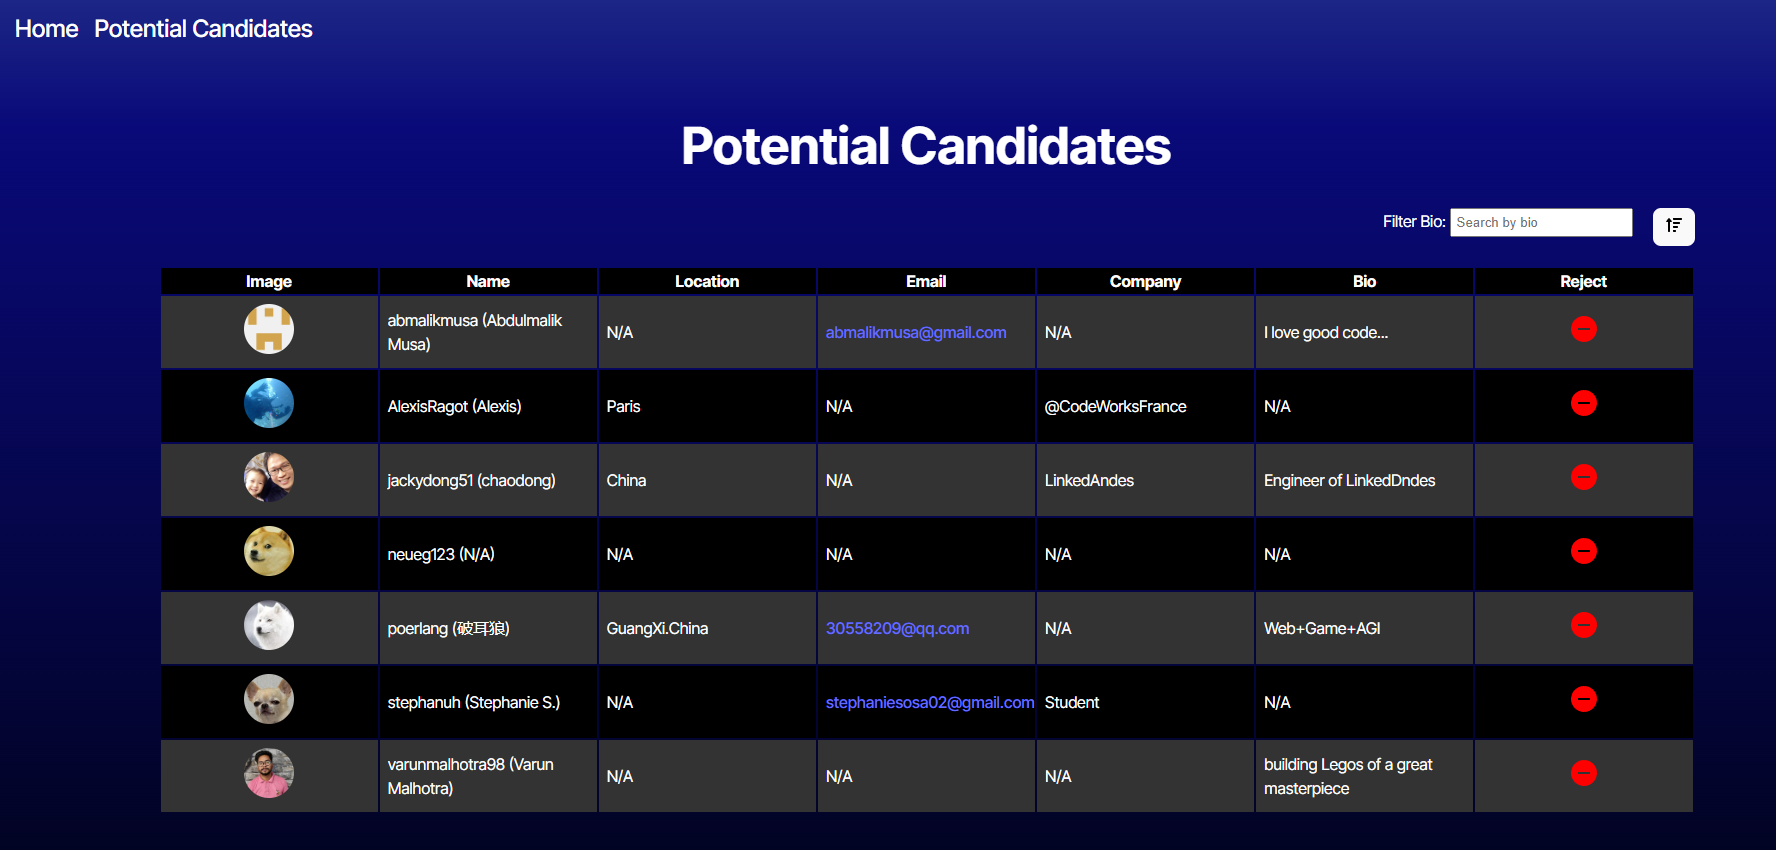 Home Potential Candidates
Potential Candidates
Filter Bio: Search by bio
Image Name Location Email Company Bio Reject
abmalikmusa (Abdulmalik
Musa) N/A abmalikmusa@gmail.com N/A I love good code...
AlexisRagot (Alexis) Paris N/A @CodeWorksFrance N/A
jackydong51 (chaodong) China N/A LinkedAndes Engineer of LinkedDndes
neueg123 (N/A) N/A N/A N/A N/A
poerlang (破耳狼) GuangXi.China 30558209@qq.com N/A Web+Game+AGI
stephanuh (Stephanie S.) N/A stephaniesosa02@gmail.com Student N/A
varunmalhotra98 (Varun
Malhotra) N/A N/A N/A building Legos of a great
masterpiece